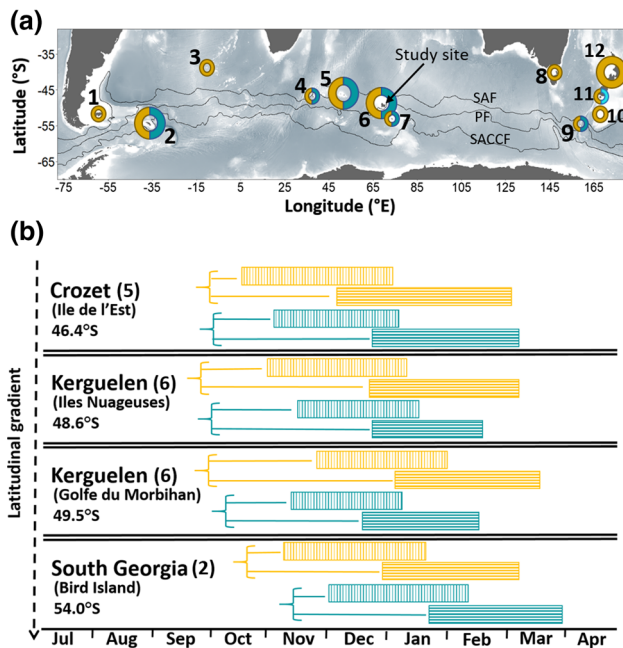 (a)
Latitude (°S)
-25
-35
-45
-55
-65
-70
1
2
3
4
5
6
7
8
9
10
11
12
Study site
SAF
PF
SACCF
-75 -55 -35 -15 5 25 45 65 85 105 125 145 165
Longitude (°E)
(b)
Latitudinal gradient
Crozet (5)
(Ile de l'Est)
46.4°S
Kerguelen (6)
(Iles Nuageuses)
48.6°S
Kerguelen (6)
(Golfe du Morbihan)
49.5°S
South Georgia (2)
(Bird Island)
54.0°S
Jul Aug Sep Oct Nov Dec Jan Feb Mar Apr